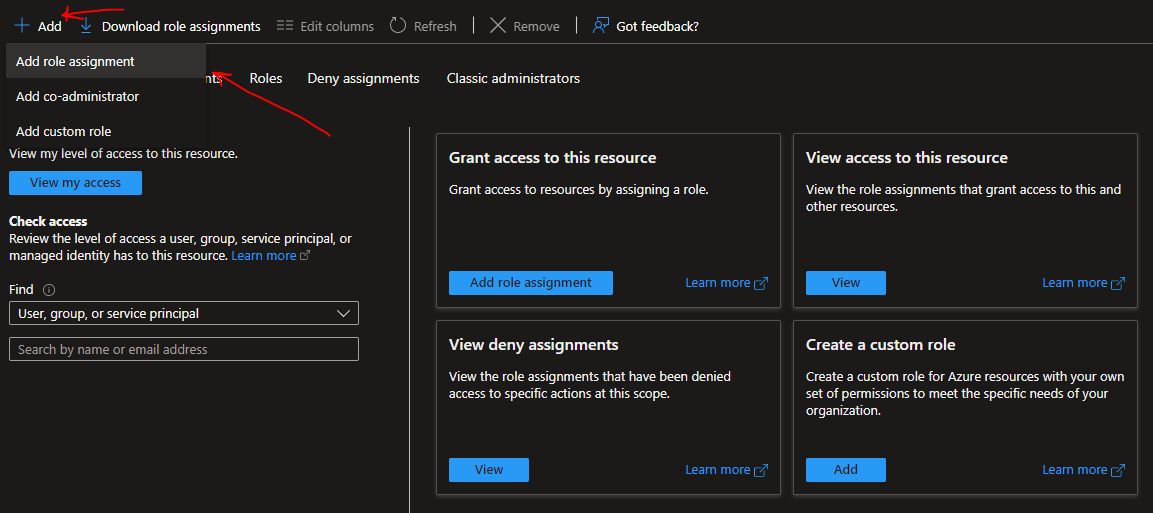 Add
Download role assignments
Edit columns
Refresh
Remove
Got feedback?
Add role assignment
Add co-administrator
Add custom role
nts
Roles
Deny assignments
Classic administrators
View my level of access to this resource.
View my access
Check access
Review the level of access a user, group, service principal, or
managed identity has to this resource. Learn more
Find
User, group, or service principal
Search by name or email address
Grant access to this resource
Grant access to resources by assigning a role.
Add role assignment
Learn more
View access to this resource
View the role assignments that grant access to this and
other resources.
View
Learn more
View deny assignments
View the role assignments that have been denied
access to specific actions at this scope.
View
Learn more
Create a custom role
Create a custom role for Azure resources with your own
set of permissions to meet the specific needs of your
organization.
Add
Learn more